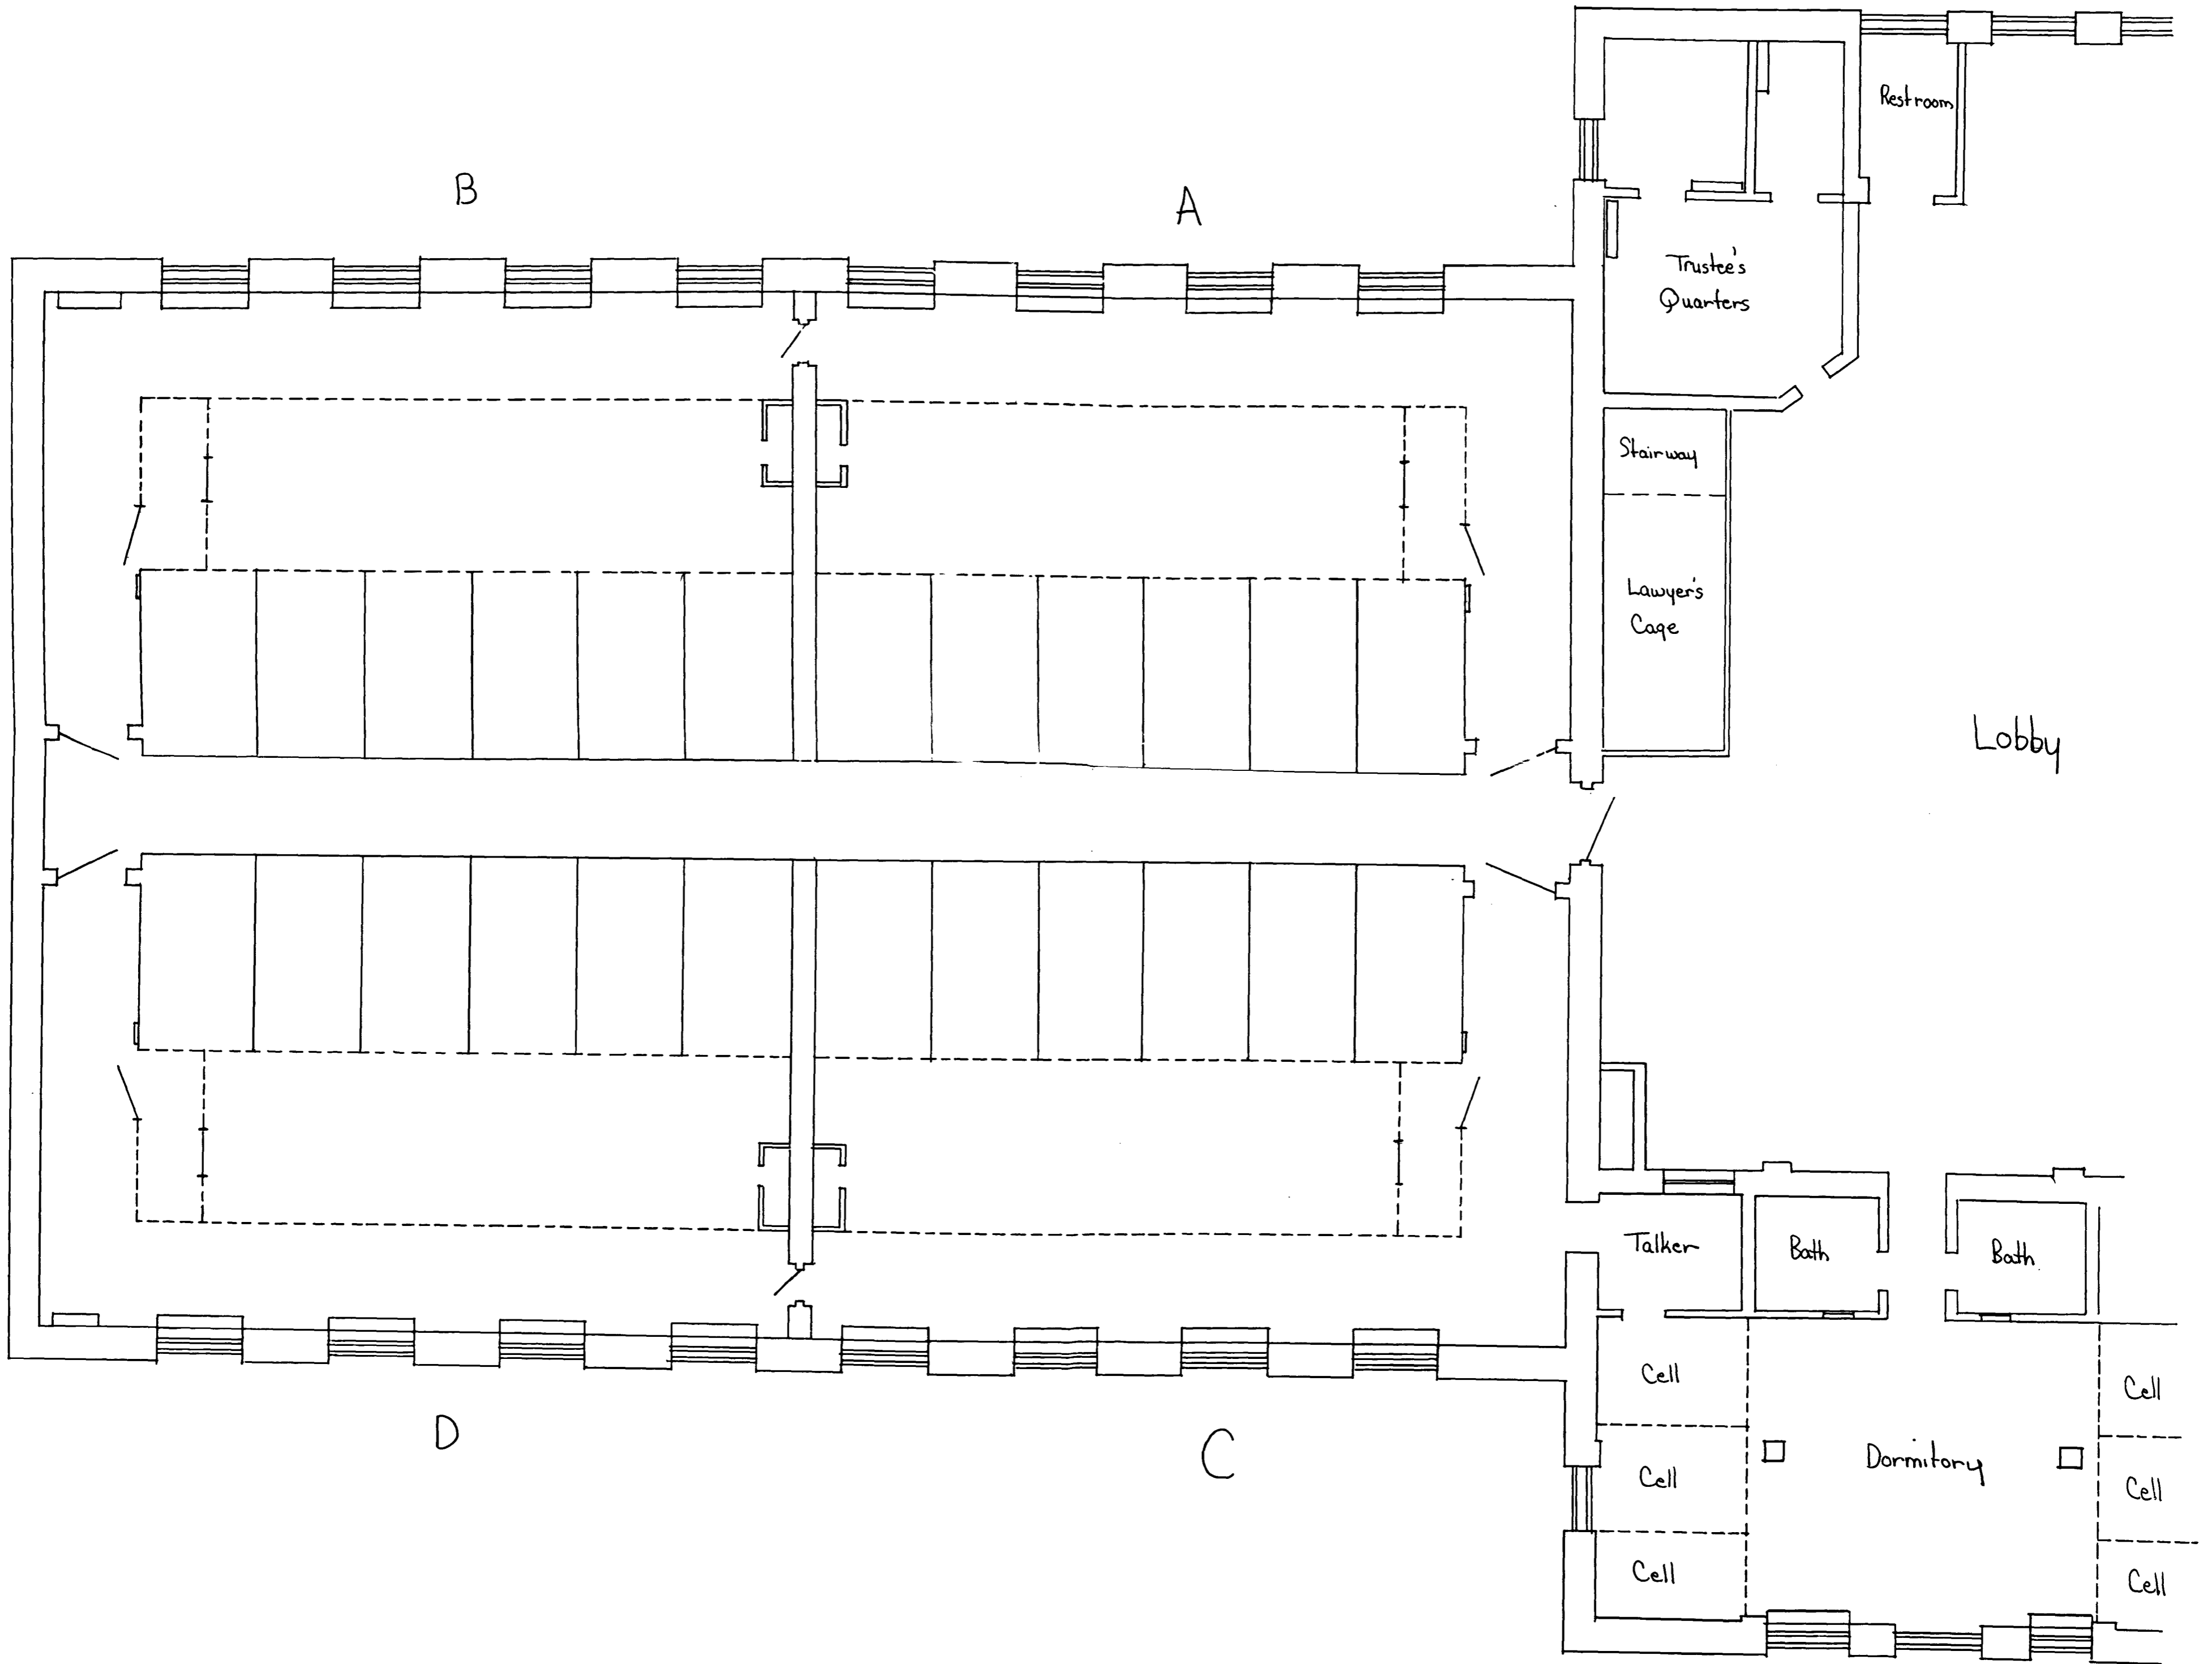 Restroom
B
A
Trustee's
Quarters
Stairway
Lawyer's
Cage
Lobby
Talker
Bath
Bath
Cell
Cell
Cell
Dormitory
Cell
Cell
Cell
D
C